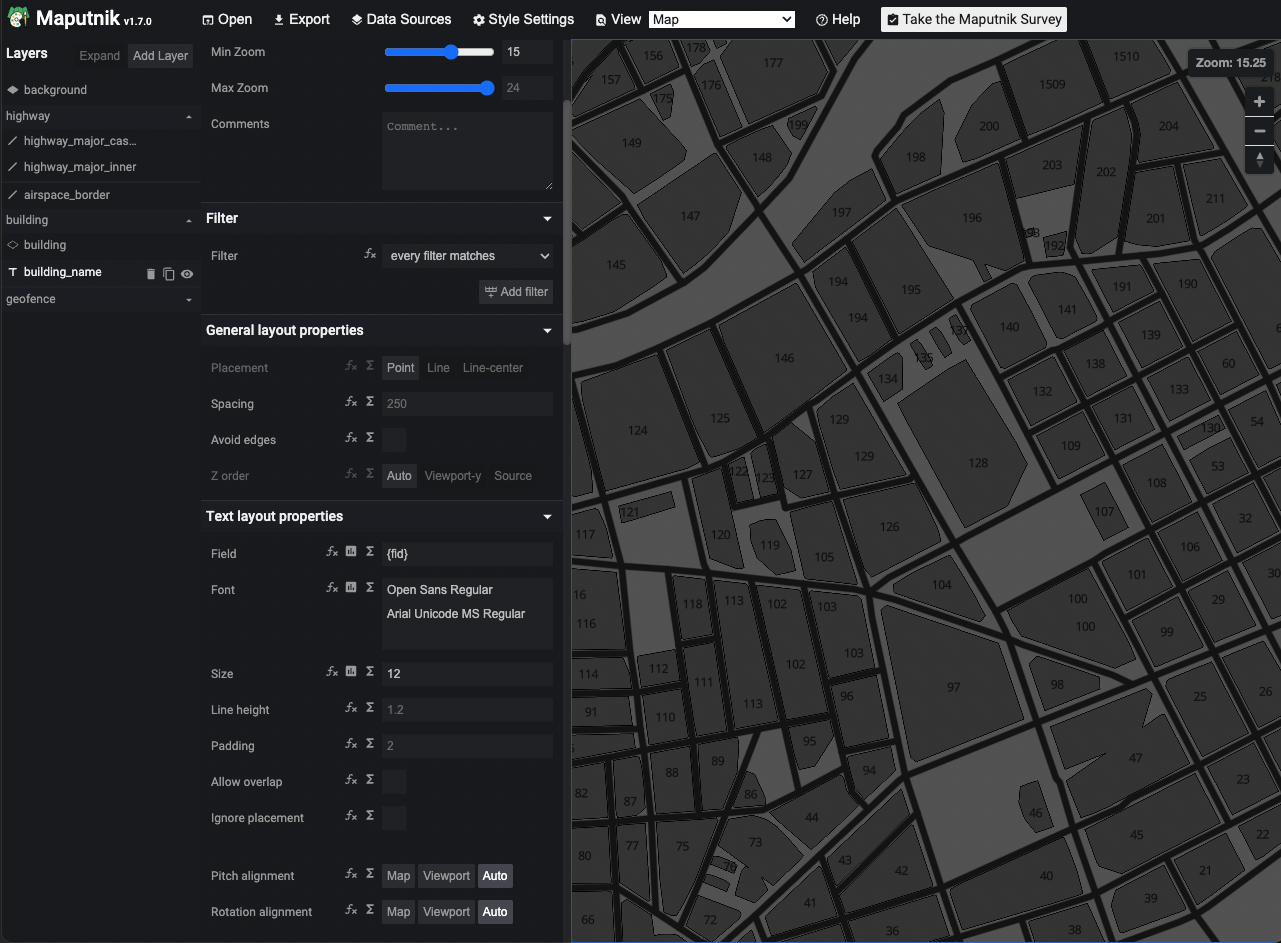 Maputnik v1.7.0
Open
Export
Data Sources
Style Settings
View
Map
Help
Take the Maputnik Survey
Layers
Expand
Add Layer
background
highway
highway_major_cas...
highway_major_inner
airspace_border
building
building
building_name
geofence
Min Zoom
15
Max Zoom
24
Comments
Comment...
Filter
Filter
every filter matches
Add filter
General layout properties
Placement
Point
Line
Line-center
Spacing
250
Avoid edges
Z order
Auto
Viewport-y
Source
Text layout properties
Field
{fid}
Font
Open Sans Regular
Arial Unicode MS Regular
Size
12
Line height
1.2
Padding
2
Allow overlap
Ignore placement
Pitch alignment
Map
Viewport
Auto
Rotation alignment
Map
Viewport
Auto
Zoom: 15.25
156
178
177
157
176
175
1510
1509
218
149
199
148
200
198
204
203
202
147
197
196
201
211
192
145
194
195
191
190
194
141
140
137
139
146
135
134
138
60
132
133
124
125
129
131
130
54
129
109
128
53
122
123
127
108
121
107
32
117
120
119
126
105
106
101
30
16
118
113
102
103
104
100
29
116
100
99
103
112
102
114
111
97
98
113
96
25
26
91
110
95
47
89
88
94
23
82
87
86
46
44
45
22
77
75
73
80
43
76
42
21
40
39
41
66
72
36
38